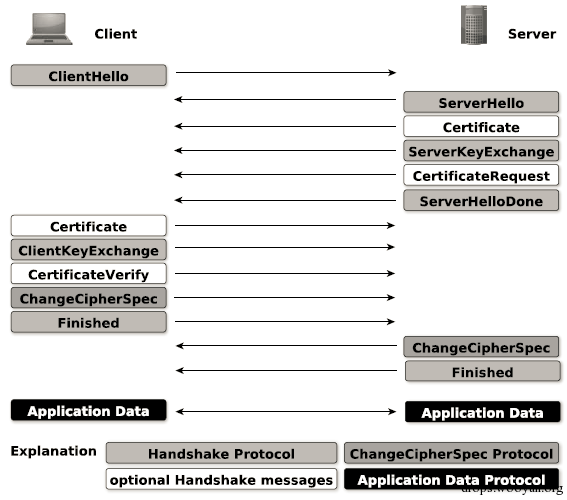 Client
Server
ClientHello
ServerHello
Certificate
ServerKeyExchange
CertificateRequest
ServerHelloDone
Certificate
ClientKeyExchange
CertificateVerify
ChangeCipherSpec
Finished
ChangeCipherSpec
Finished
Application Data
Application Data
Explanation
Handshake Protocol
ChangeCipherSpec Protocol
optional Handshake messages
Application Data Protocol
drops.wooyun.org